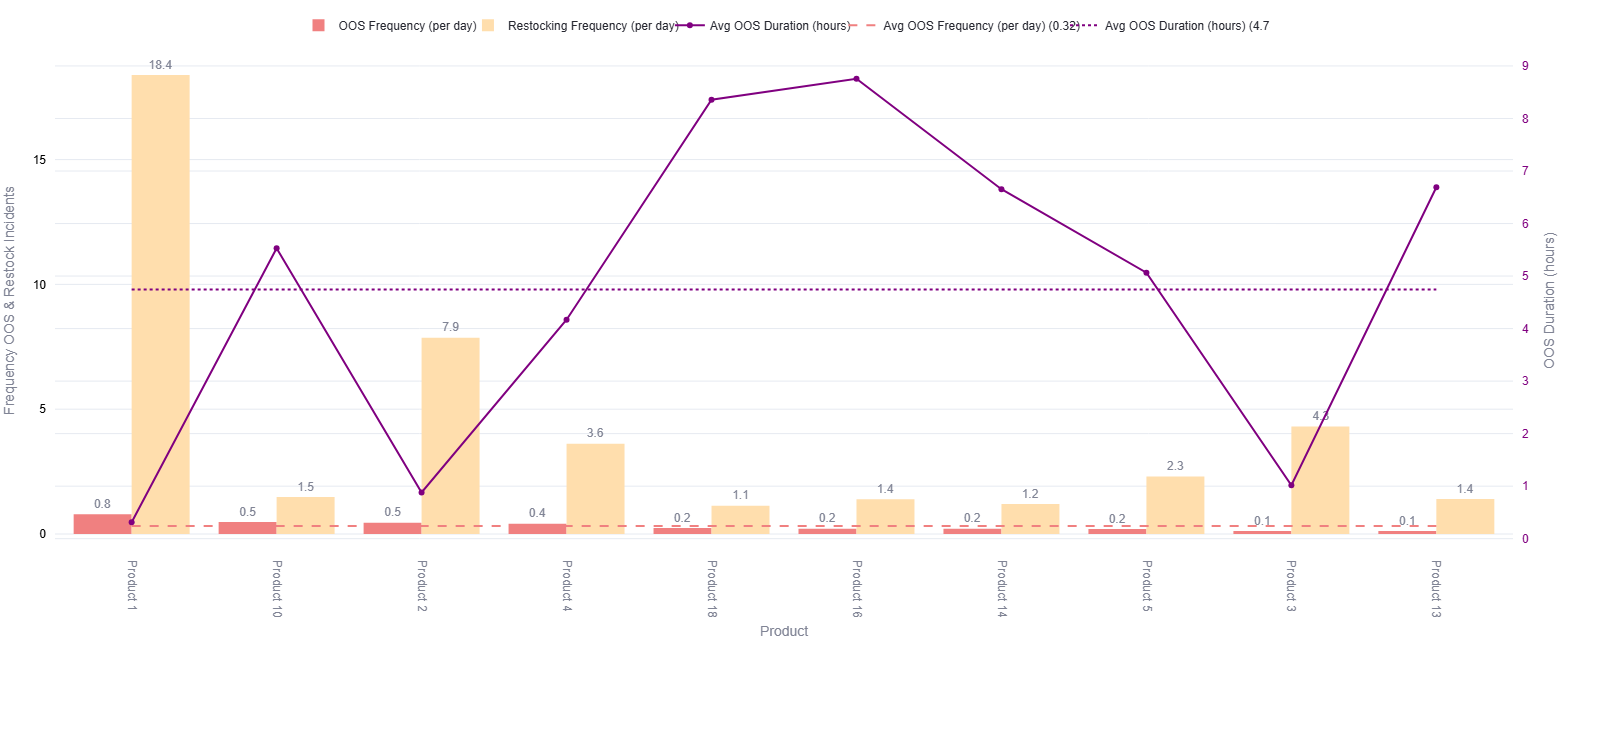 OOS Frequency (per day) Restocking Frequency (per day) Avg OOS Duration (hours) Avg OOS Frequency (per day) (0.32) Avg OOS Duration (hours) (4.7
Frequency OOS & Restock Incidents
15
10
5
0
18.4
7.9
3.6
4.3
2.3
1.5
1.1
1.4
1.2
1.4
0.8
0.5
0.5
0.4
0.2
0.2
0.2
0.2
0.1
0.1
9
8
7
6
5
4
3
2
1
0
OOS Duration (hours)
Product 1
Product 10
Product 2
Product 4
Product 18
Product 16
Product 14
Product 5
Product 3
Product 13
Product